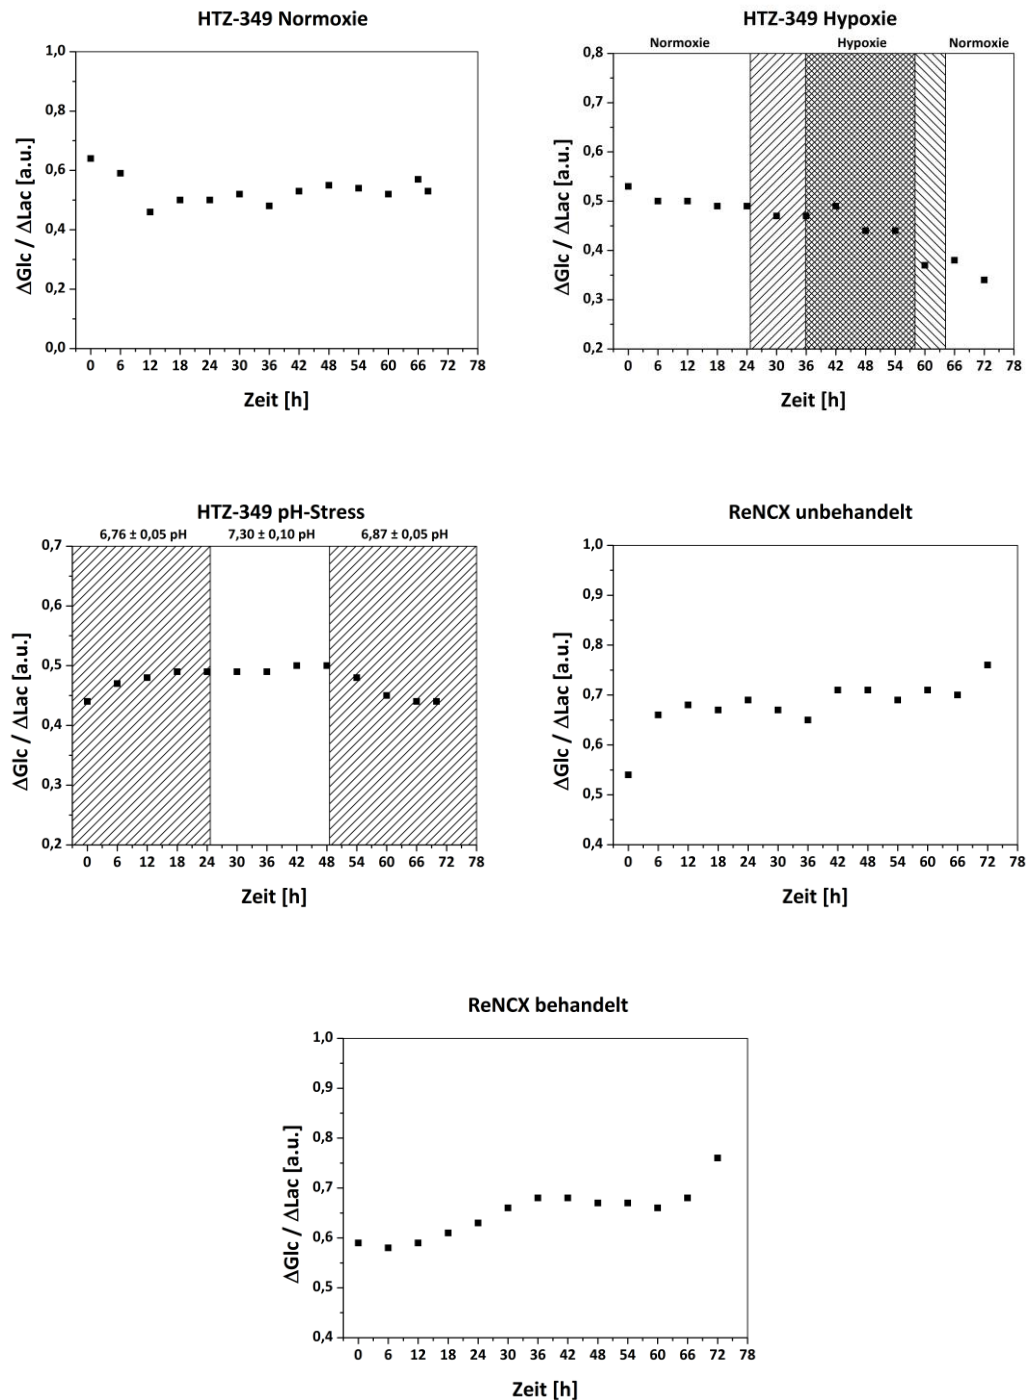 HTZ-349 Normoxie
1,0
0,8
0,6
0,4
0,2
0,0
ΔGlc / ΔLac [a.u.]
0 6 12 18 24 30 36 42 48 54 60 66 72 78
Zeit [h]
HTZ-349 Hypoxie
Normoxie Hypoxie Normoxie
0,8
0,7
0,6
0,5
0,4
0,3
0,2
ΔGlc / ΔLac [a.u.]
0 6 12 18 24 30 36 42 48 54 60 66 72 78
Zeit [h]
HTZ-349 pH-Stress
6,76 ± 0,05 pH 7,30 ± 0,10 pH 6,87 ± 0,05 pH
0,7
0,6
0,5
0,4
0,3
0,2
ΔGlc / ΔLac [a.u.]
0 6 12 18 24 30 36 42 48 54 60 66 72 78
Zeit [h]
ReNCX unbehandelt
1,0
0,9
0,8
0,7
0,6
0,5
0,4
ΔGlc / ΔLac [a.u.]
0 6 12 18 24 30 36 42 48 54 60 66 72 78
Zeit [h]
ReNCX behandelt
1,0
0,9
0,8
0,7
0,6
0,5
0,4
ΔGlc / ΔLac [a.u.]
0 6 12 18 24 30 36 42 48 54 60 66 72 78
Zeit [h]